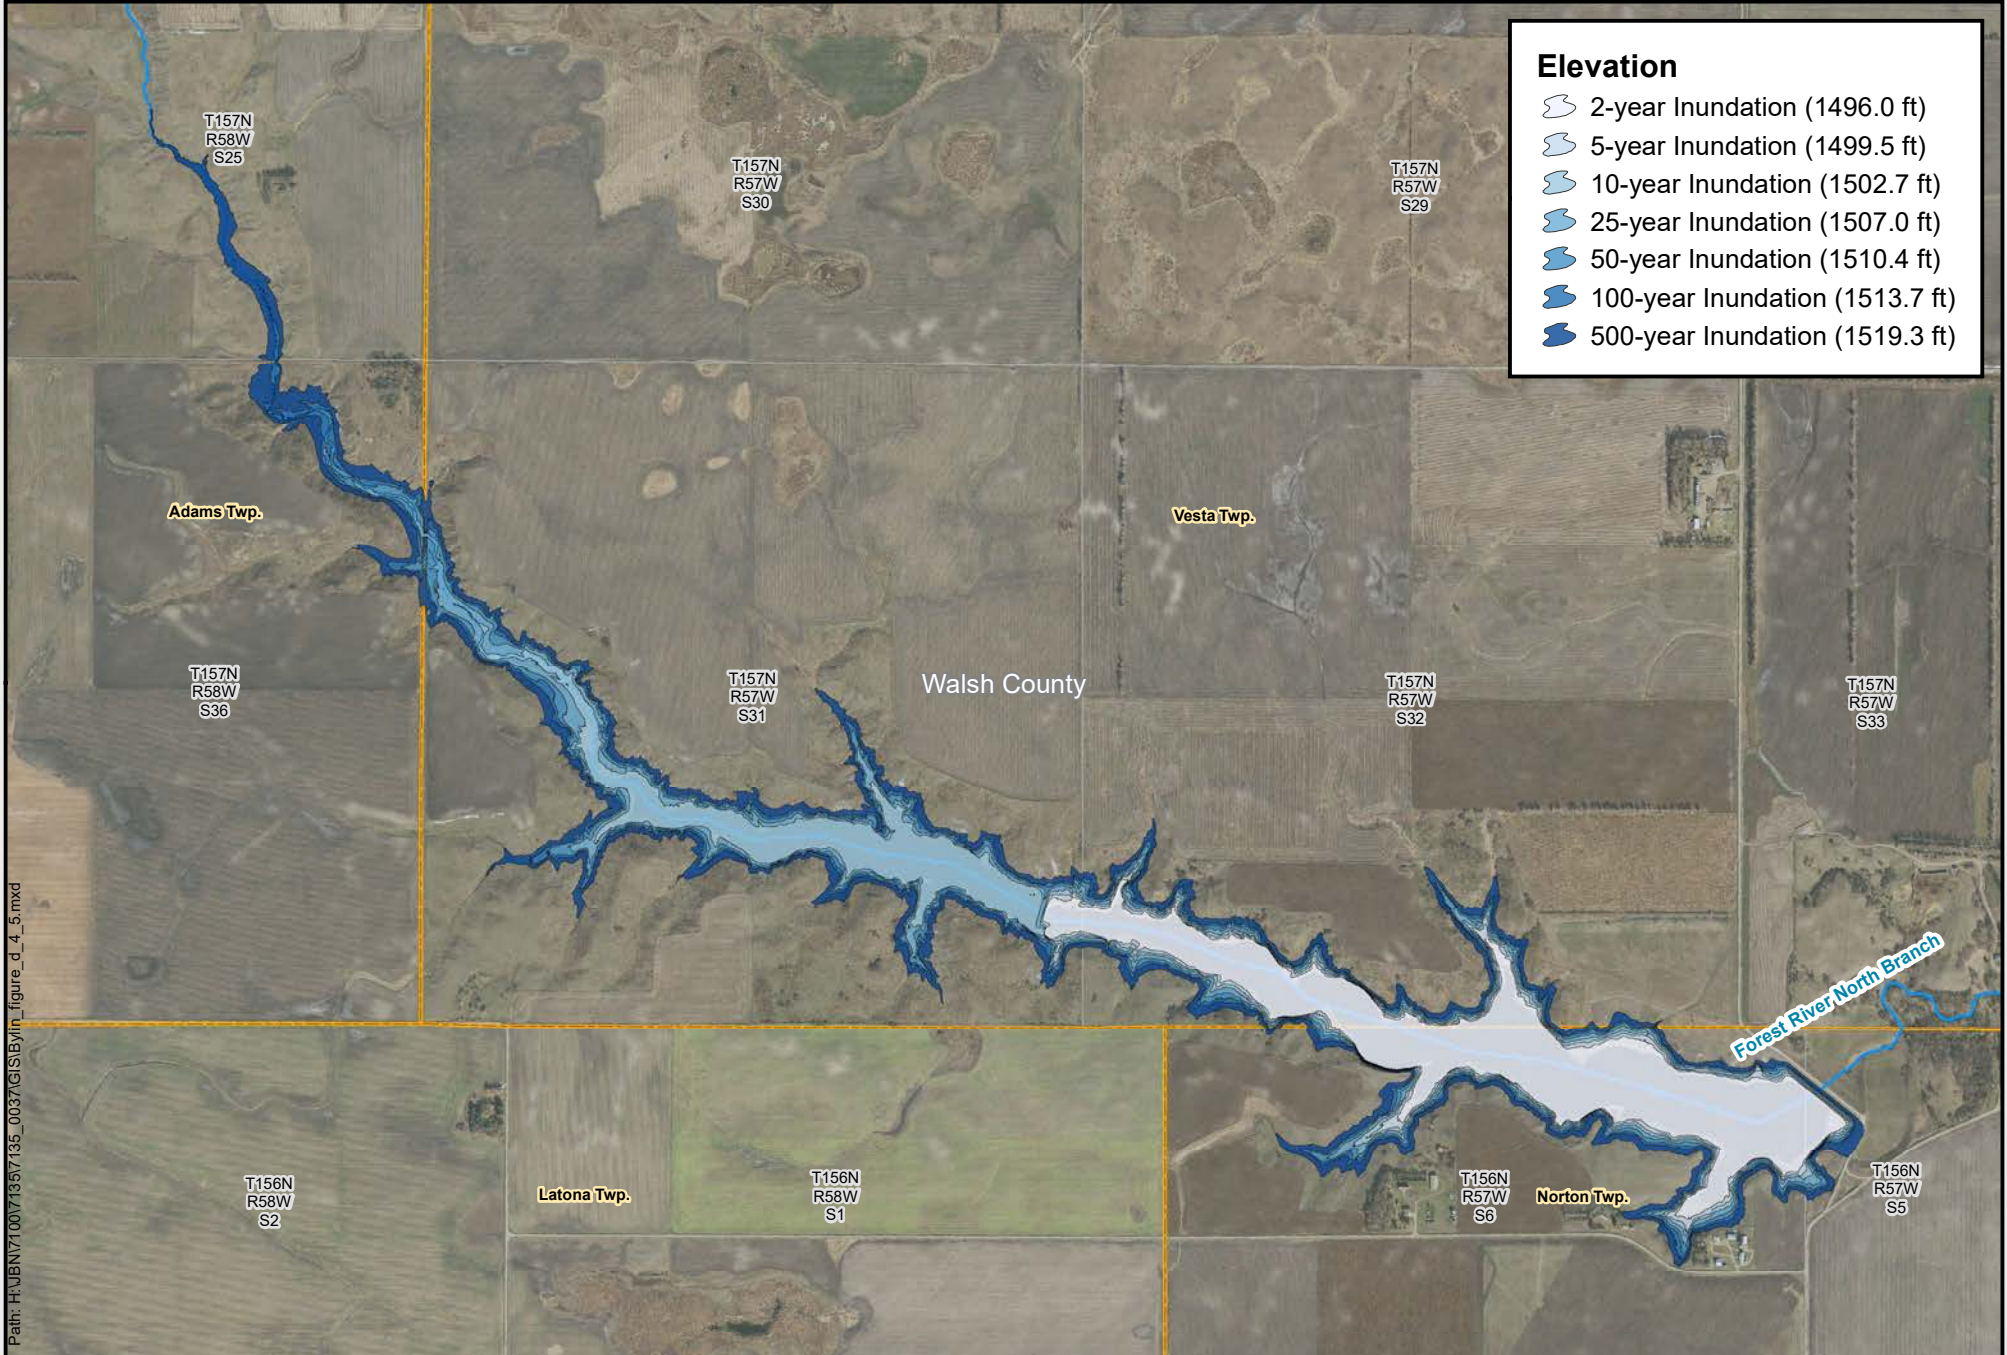 Elevation
2-year Inundation (1496.0 ft)
5-year Inundation (1499.5 ft)
10-year Inundation (1502.7 ft)
25-year Inundation (1507.0 ft)
50-year Inundation (1510.4 ft)
100-year Inundation (1513.7 ft)
500-year Inundation (1519.3 ft)
T157N
R58W
S25
T157N
R57W
S30
T157N
R57W
S29
Adams Twp.
Vesta Twp.
T157N
R58W
S36
T157N
R57W
S31
Walsh County
T157N
R57W
S32
T157N
R57W
S33
Forest River North Branch
T156N
R58W
S2
Latona Twp.
T156N
R58W
S1
T156N
R57W
S6
Norton Twp.
T156N
R57W
S5
Path: H:\JBN\7100\7135\7135_0037\GIS\Bylin_figure_d_4_5.mxd